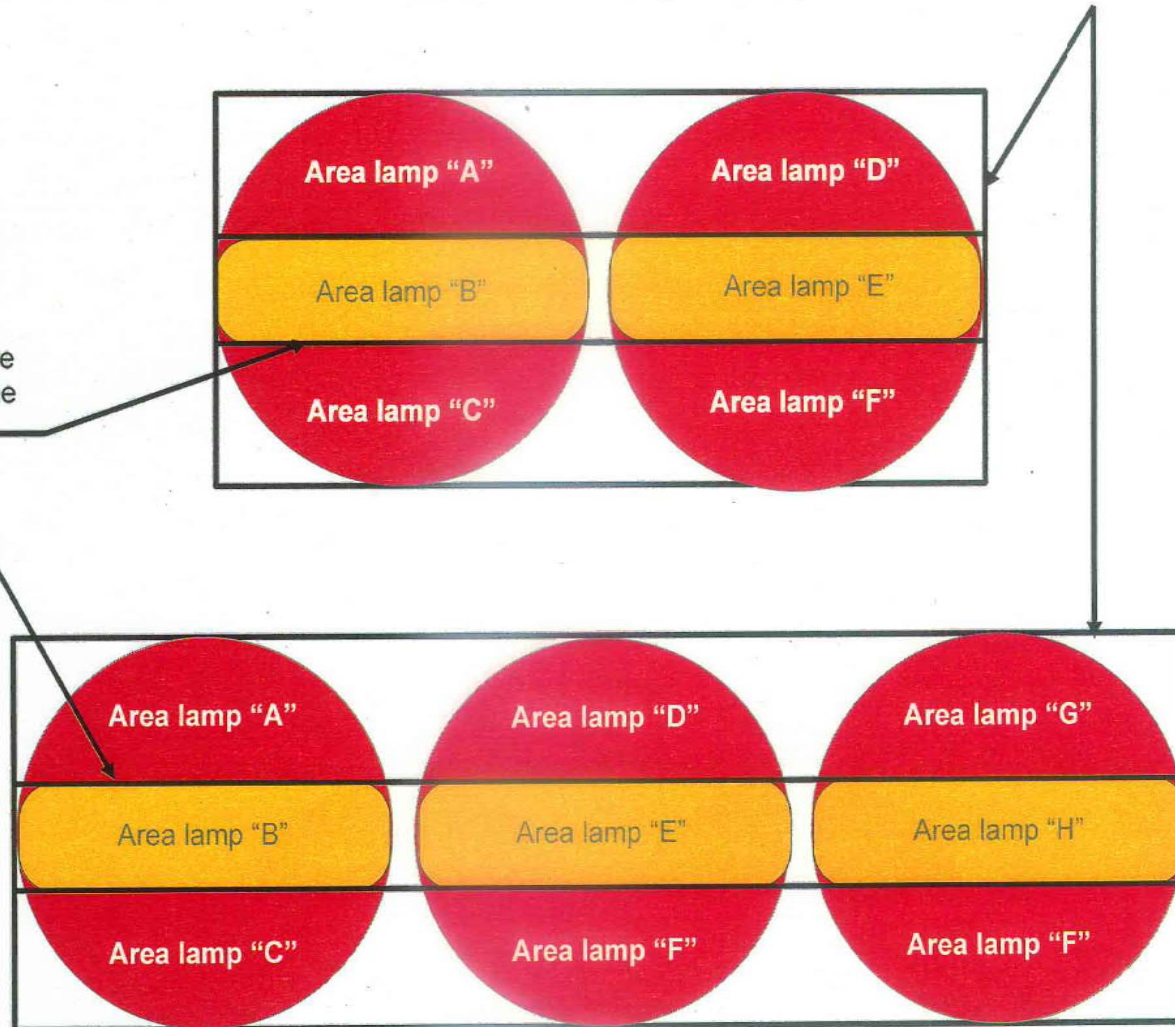 Area lamp “A” Area lamp “D”
Area lamp “B” Area lamp “E”
e
e
Area lamp “C” Area lamp “F”
Area lamp “A” Area lamp “D” Area lamp “G”
Area lamp “B” Area lamp “E” Area lamp “H”
Area lamp “C” Area lamp “F” Area lamp “F”